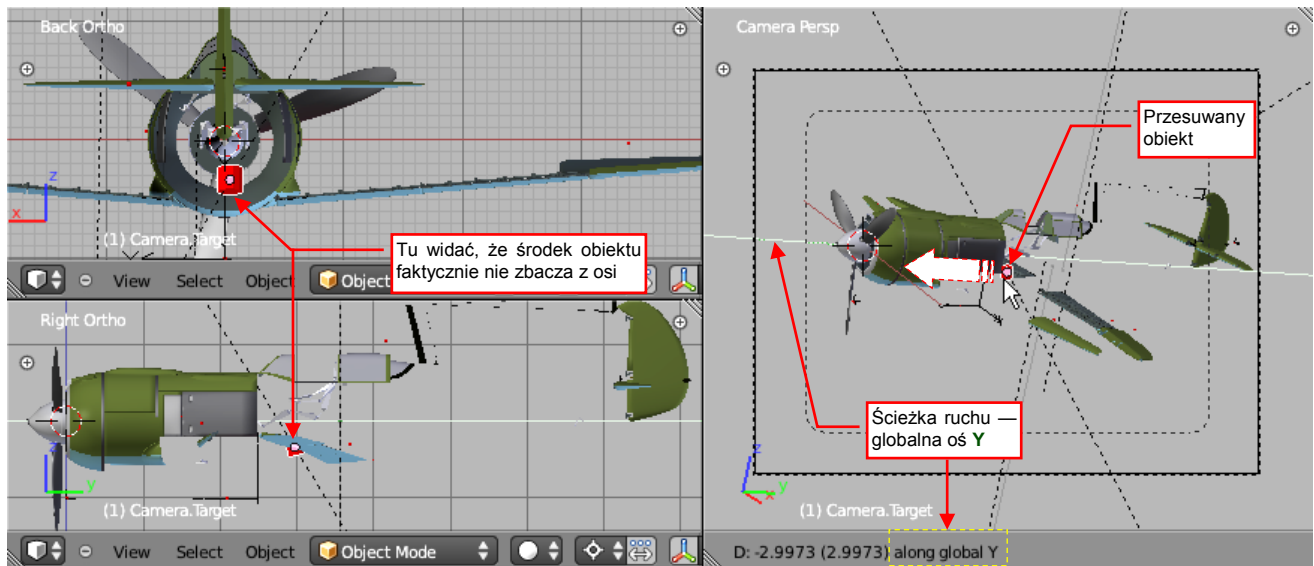 Back Ortho
z
x
(1) Camera.Target
View Select Object Object
Tu widać, że środek obiektu
faktycznie nie zbacza z osi
Right Ortho
z
y
(1) Camera.Target
View Select Object Object Mode
Camera Persp
Przesuwany
obiekt
Ścieżka ruchu —
globalna oś Y
z
y
x
(1) Camera.Target
D: -2.9973 (2.9973) along global Y